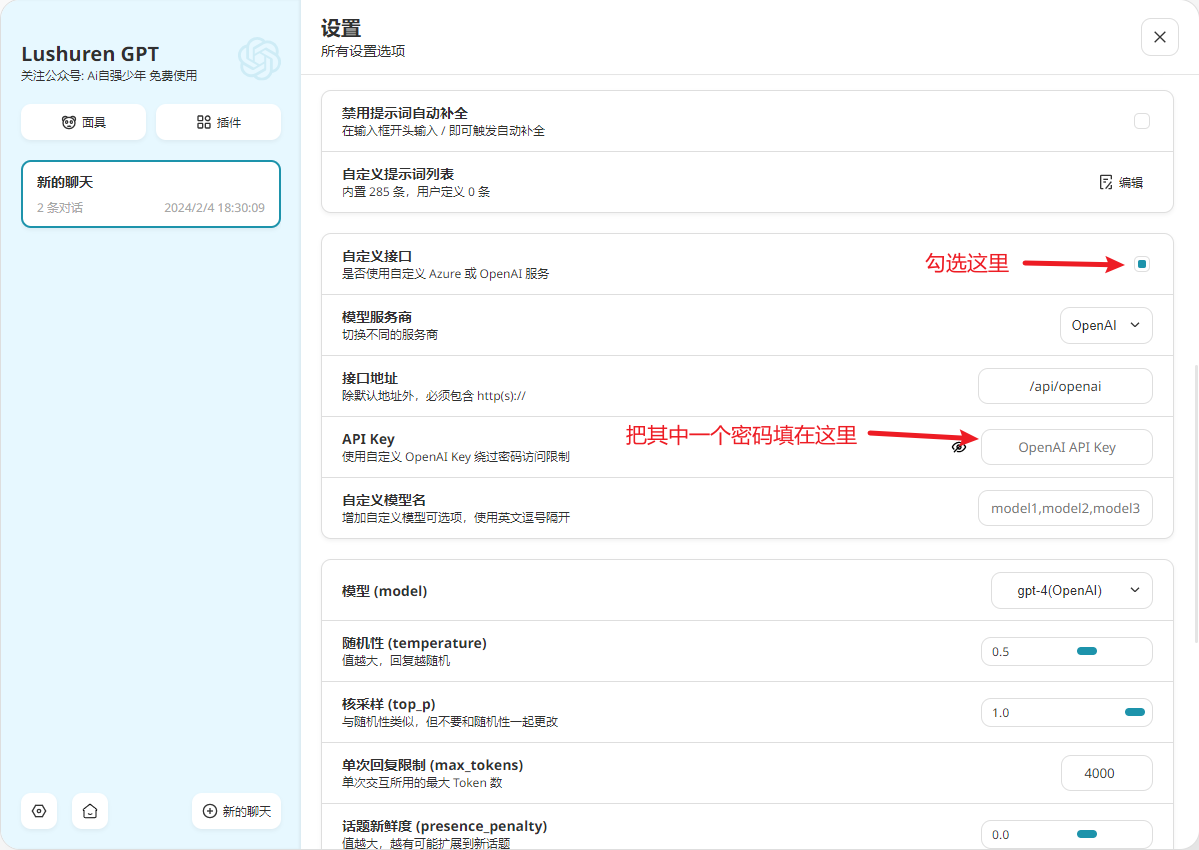 Lushuren GPT
关注公众号: Ai自强少年 免费使用
面具
插件
新的聊天
2 条对话
2024/2/4 18:30:09
新的聊天
设置
所有设置选项
禁用提示词自动补全
在输入框开头输入 / 即可触发自动补全
自定义提示词列表
内置 285 条，用户定义 0 条
编辑
自定义接口
是否使用自定义 Azure 或 OpenAI 服务
勾选这里
模型服务商
切换不同的服务商
OpenAI
接口地址
除默认地址外，必须包含 http(s)://
/api/openai
API Key
使用自定义 OpenAI Key 绕过密码访问限制
把其中一个密码填在这里
OpenAI API Key
自定义模型名
增加自定义模型可选项，使用英文逗号隔开
model1,model2,model3
模型 (model)
gpt-4(OpenAI)
随机性 (temperature)
值越大，回复越随机
0.5
核采样 (top_p)
与随机性类似，但不要和随机性一起更改
1.0
单次回复限制 (max_tokens)
单次交互所用的最大 Token 数
4000
话题新鲜度 (presence_penalty)
值越大，越有可能扩展到新话题
0.0